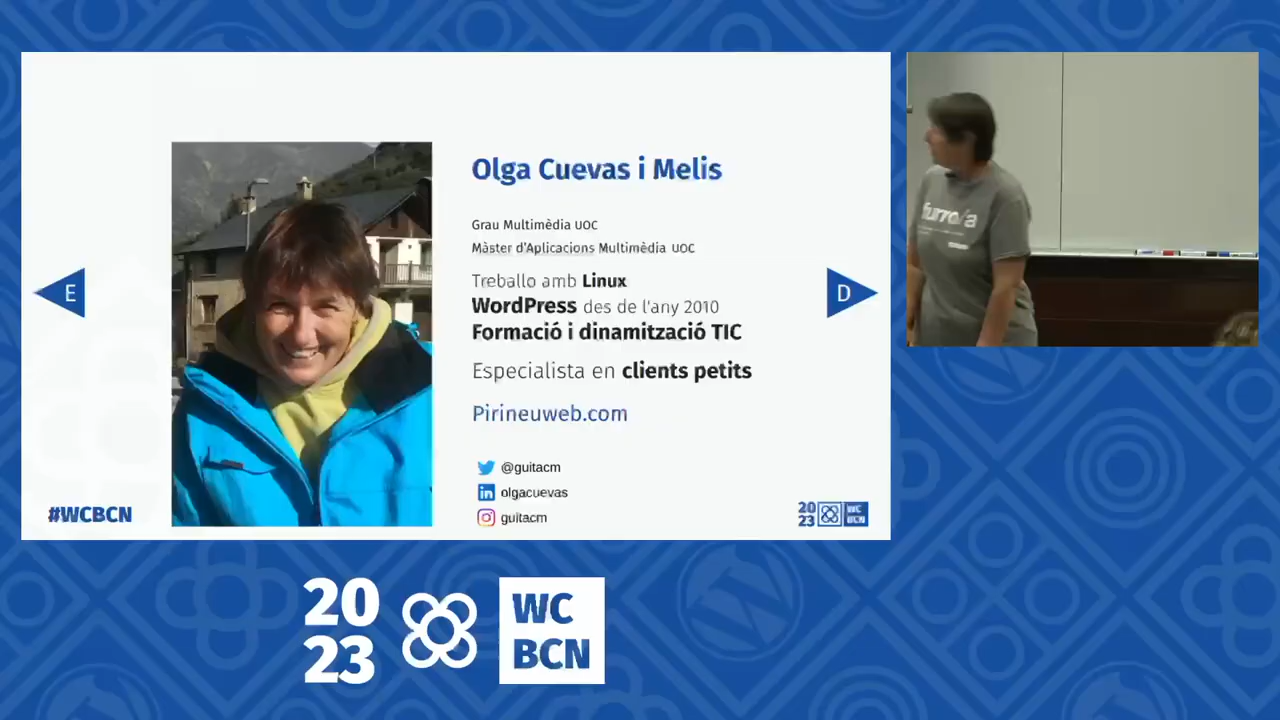 Olga Cuevas i Melis
Grau Multimèdia UOC
Màster d'Aplicacions Multimèdia UOC
Treballo amb Linux
WordPress des de l'any 2010
Formació i dinamització TIC
Especialista en clients petits
Pirineuweb.com
@guitacm
olgacuevas
guitacm
E
D
#WCBCN
20
23
WC
BCN
20
23
WC
BCN